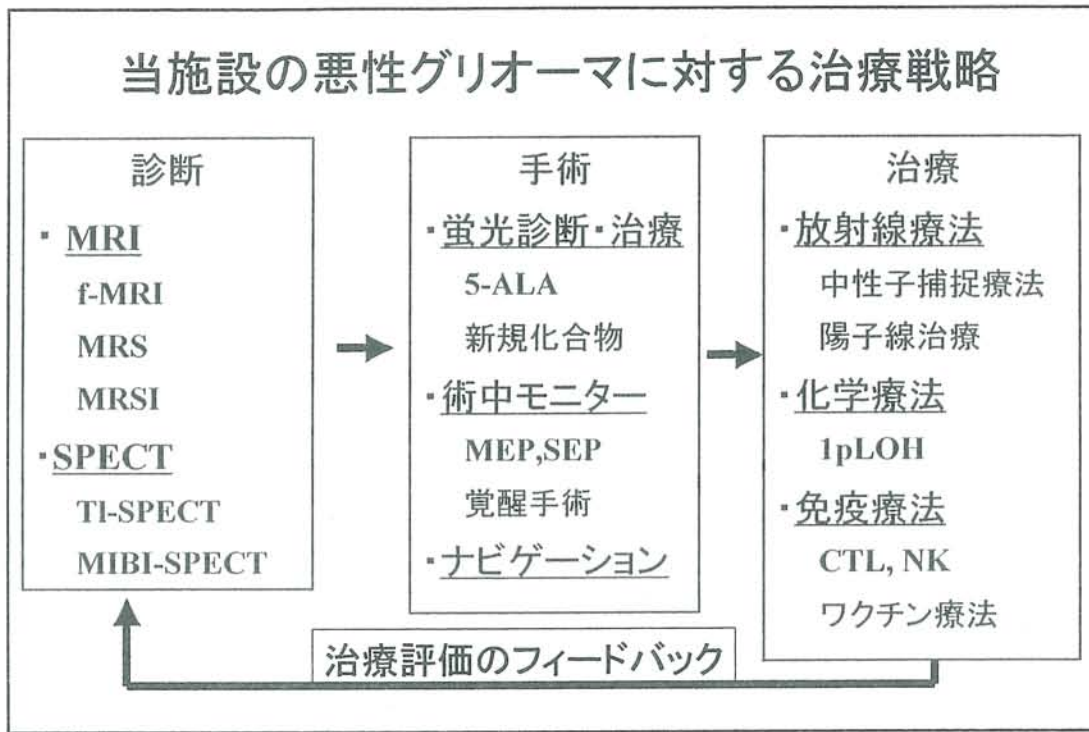 当施設の悪性グリオーマに対する治療戦略
診断
・MRI
f-MRI
MRS
MRSI
・SPECT
Tl-SPECT
MIBI-SPECT
手術
・蛍光診断・治療
5-ALA
新規化合物
・術中モニター
MEP,SEP
覚醒手術
・ナビゲーション
治療
・放射線療法
中性子捕捉療法
陽子線治療
・化学療法
1pLOH
・免疫療法
CTL, NK
ワクチン療法
治療評価のフィードバック